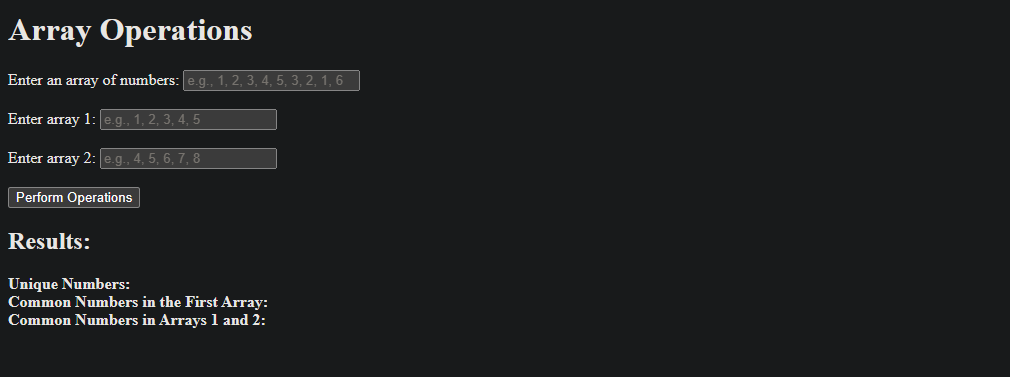 Array Operations
Enter an array of numbers: e.g., 1, 2, 3, 4, 5, 3, 2, 1, 6
Enter array 1: e.g., 1, 2, 3, 4, 5
Enter array 2: e.g., 4, 5, 6, 7, 8
Perform Operations
Results:
Unique Numbers:
Common Numbers in the First Array:
Common Numbers in Arrays 1 and 2: